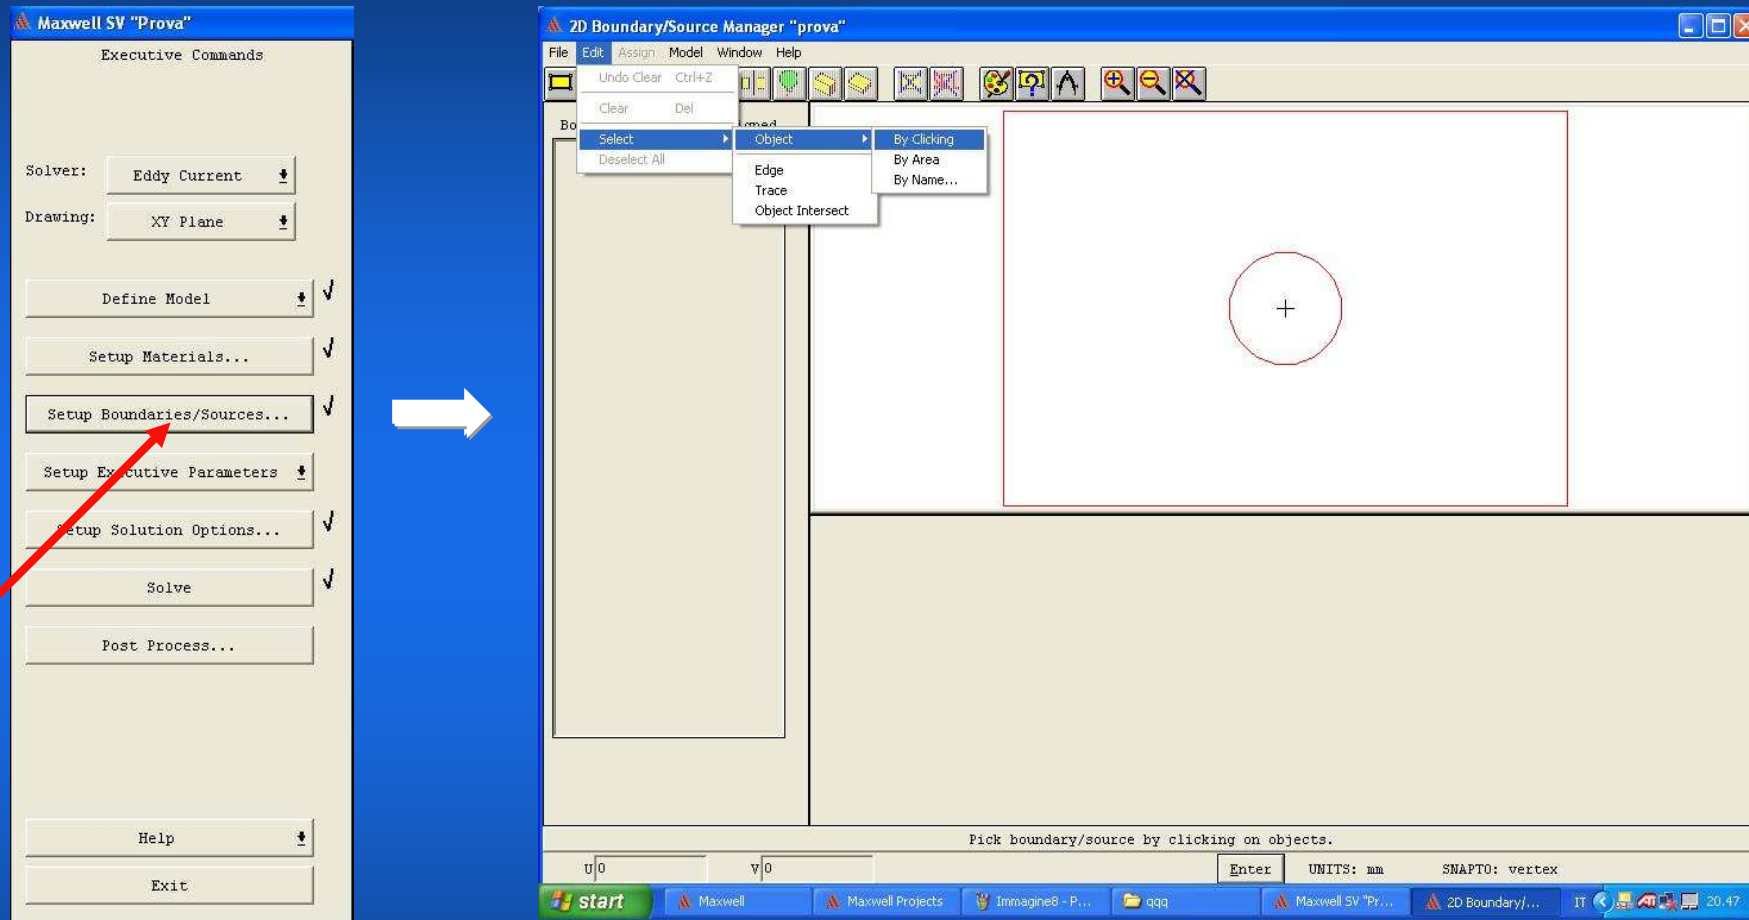 Maxwell SV "Prova"
Executive Commands
Solver: Eddy Current
Drawing: XY Plane
Define Model
Setup Materials...
Setup Boundaries/Sources...
Setup Executive Parameters
Setup Solution Options...
Solve
Post Process...
Help
Exit
2D Boundary/Source Manager "prova"
File Edit Assign Model Window Help
Undo Clear Ctrl+Z
Clear Del
Select
Deselect All
Object
Edge
Trace
Object Intersect
By Clicking
By Area
By Name...
Pick boundary/source by clicking on objects.
U 0 V 0 Enter UNITS: mm SNAPTO: vertex
start Maxwell Maxwell Projects Immagine8 - P... qqq Maxwell SV "Pr... 2D Boundary/... IT 20.47